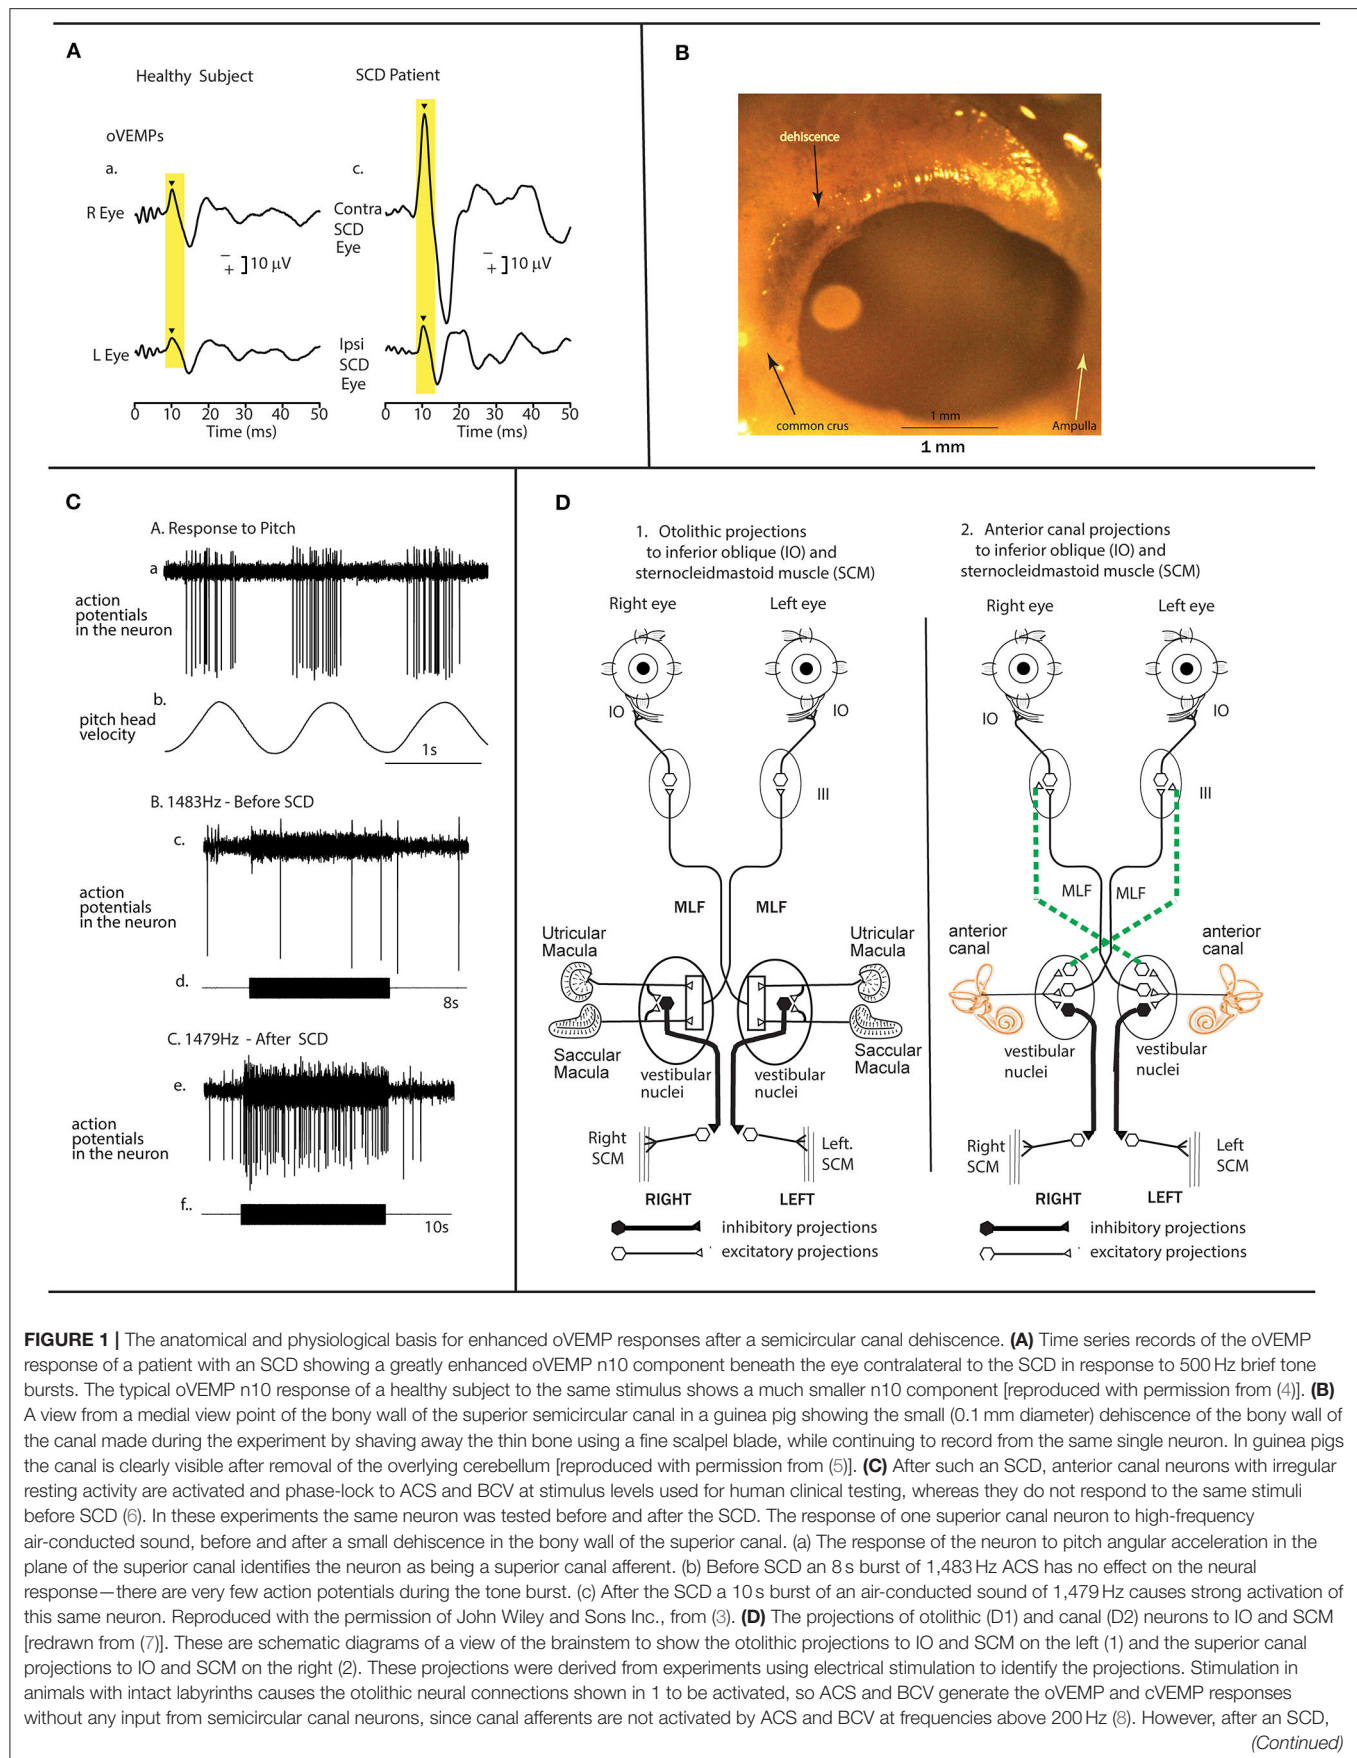 A
Healthy Subject
SCD Patient
oVEMPs
a.
c.
R Eye
Contra
SCD
Eye
−
+ ]10 µV
−
+ ]10 µV
L Eye
Ipsi
SCD
Eye
0 10 20 30 40 50
Time (ms)
0 10 20 30 40 50
Time (ms)
B
dehiscence
common crus
1 mm
Ampulla
1 mm
C
A. Response to Pitch
a
action
potentials
in the neuron
b.
pitch head
velocity
1s
B. 1483Hz - Before SCD
c.
action
potentials
in the neuron
d.
8s
C. 1479Hz - After SCD
e.
action
potentials
in the neuron
f..
10s
D
1. Otolithic projections
to inferior oblique (IO) and
sternocleidmastoid muscle (SCM)
Right eye
Left eye
IO
IO
III
MLF
MLF
Utricular
Macula
Utricular
Macula
Saccular
Macula
Saccular
Macula
vestibular
nuclei
vestibular
nuclei
Right
SCM
Left.
SCM
RIGHT
LEFT
inhibitory projections
excitatory projections
2. Anterior canal projections
to inferior oblique (IO) and
sternocleidmastoid muscle (SCM)
Right eye
Left eye
IO
IO
III
MLF
MLF
anterior
canal
anterior
canal
vestibular
nuclei
vestibular
nuclei
Right
SCM
Left
SCM
RIGHT
LEFT
inhibitory projections
excitatory projections
FIGURE 1 | The anatomical and physiological basis for enhanced oVEMP responses after a semicircular canal dehiscence. (A) Time series records of the oVEMP
response of a patient with an SCD showing a greatly enhanced oVEMP n10 component beneath the eye contralateral to the SCD in response to 500 Hz brief tone
bursts. The typical oVEMP n10 response of a healthy subject to the same stimulus shows a much smaller n10 component [reproduced with permission from (4)]. (B)
A view from a medial view point of the bony wall of the superior semicircular canal in a guinea pig showing the small (0.1 mm diameter) dehiscence of the bony wall of
the canal made during the experiment by shaving away the thin bone using a fine scalpel blade, while continuing to record from the same single neuron. In guinea pigs
the canal is clearly visible after removal of the overlying cerebellum [reproduced with permission from (5)]. (C) After such an SCD, anterior canal neurons with irregular
resting activity are activated and phase-lock to ACS and BCV at stimulus levels used for human clinical testing, whereas they do not respond to the same stimuli
before SCD (6). In these experiments the same neuron was tested before and after the SCD. The response of one superior canal neuron to high-frequency
air-conducted sound, before and after a small dehiscence in the bony wall of the superior canal. (a) The response of the neuron to pitch angular acceleration in the
plane of the superior canal identifies the neuron as being a superior canal afferent. (b) Before SCD an 8 s burst of 1,483 Hz ACS has no effect on the neural
response—there are very few action potentials during the tone burst. (c) After the SCD a 10 s burst of an air-conducted sound of 1,479 Hz causes strong activation of
this same neuron. Reproduced with the permission of John Wiley and Sons Inc., from (3). (D) The projections of otolithic (D1) and canal (D2) neurons to IO and SCM
[redrawn from (7)]. These are schematic diagrams of a view of the brainstem to show the otolithic projections to IO and SCM on the left (1) and the superior canal
projections to IO and SCM on the right (2). These projections were derived from experiments using electrical stimulation to identify the projections. Stimulation in
animals with intact labyrinths causes the otolithic neural connections shown in 1 to be activated, so ACS and BCV generate the oVEMP and cVEMP responses
without any input from semicircular canal neurons, since canal afferents are not activated by ACS and BCV at frequencies above 200 Hz (8). However, after an SCD,
(Continued)